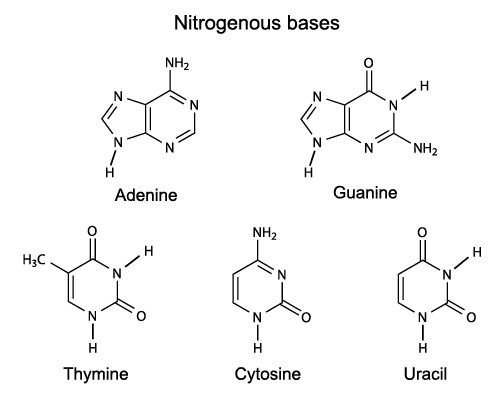 Nitrogenous bases
NH₂
N
N
N
N
H
Adenine
O
N
N
H
N
N
NH₂
H
Guanine
O
H₃C
N
H
N
O
H
Thymine
NH₂
N
N
O
H
Cytosine
O
N
H
N
O
H
Uracil